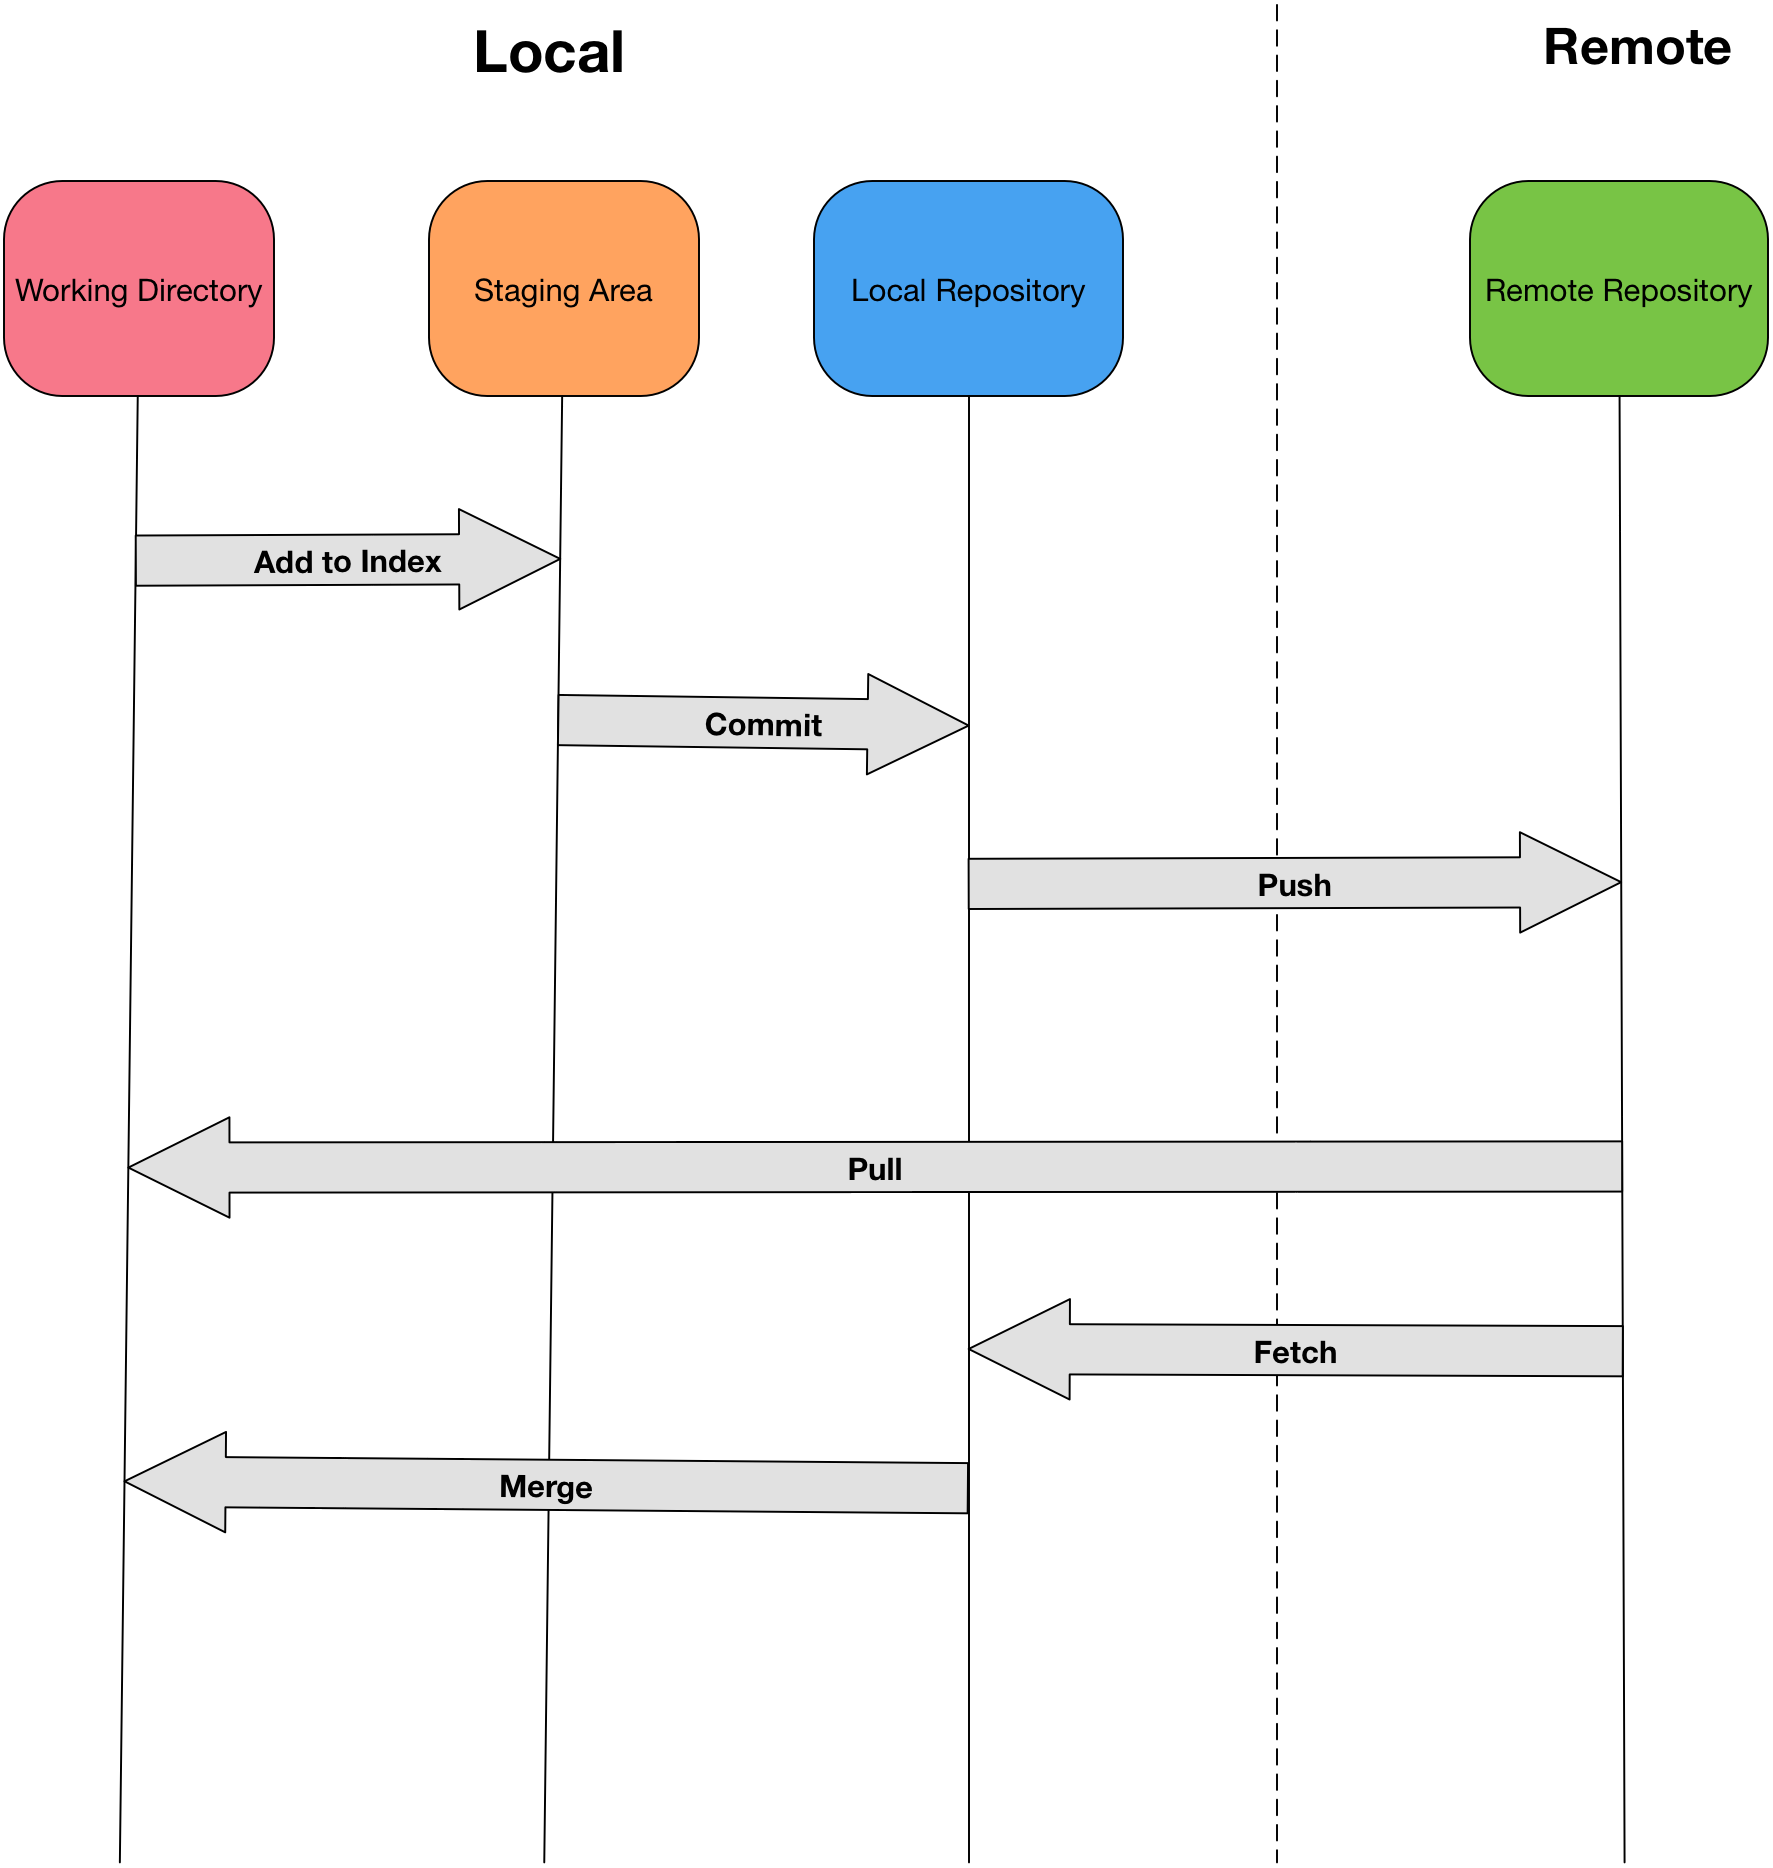 Local
Remote
Working Directory
Staging Area
Local Repository
Remote Repository
Add to Index
Commit
Push
Pull
Fetch
Merge